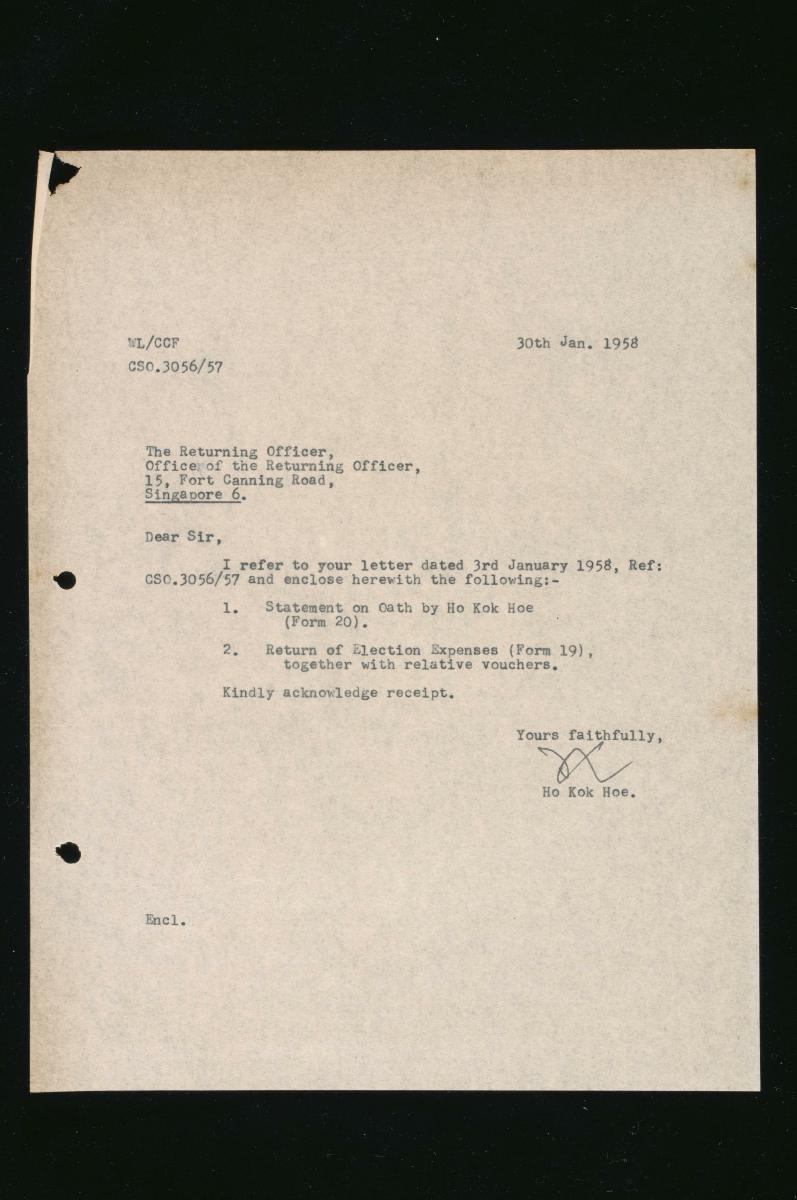 WL/CCF 30th Jan. 1958
CSO.3056/57
The Returning Officer,
Office of the Returning Officer,
15, Fort Canning Road,
Singapore 6.
Dear Sir,
I refer to your letter dated 3rd January 1958, Ref:
CSO.3056/57 and enclose herewith the following:-
1. Statement on Oath by Ho Kok Hoe
(Form 20).
2. Return of Election Expenses (Form 19),
together with relative vouchers.
Kindly acknowledge receipt.
Yours faithfully,
Ho Kok Hoe.
Encl.